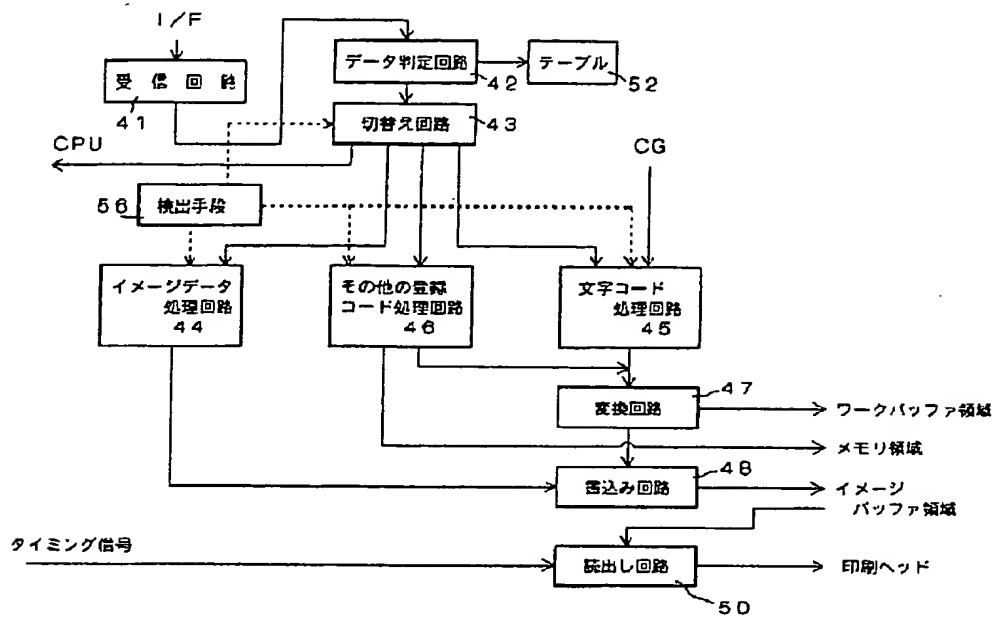 I/F
受信回路
41
データ判定回路
42
テーブル
52
切替え回路
43
CPU
CG
56
検出手段
イメージデータ
処理回路
44
その他の登録
コード処理回路
46
文字コード
処理回路
45
変換回路
47
ワークバッファ領域
メモリ領域
書込み回路
48
イメージ
バッファ領域
タイミング信号
読出し回路
50
印刷ヘッド